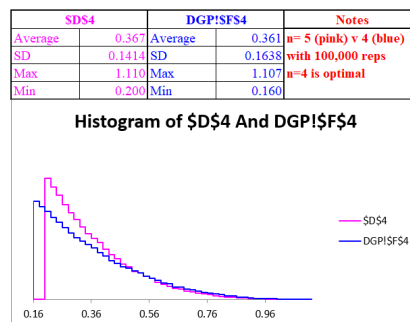 $D$4 DGP!$F$4 Notes
Average 0.367 Average 0.361 n= 5 (pink) v 4 (blue)
SD 0.1414 SD 0.1638 with 100,000 reps
Max 1.110 Max 1.107 n=4 is optimal
Min 0.200 Min 0.160
Histogram of $D$4 And DGP!$F$4
$D$4
DGP!$F$4
0.16 0.36 0.56 0.76 0.96